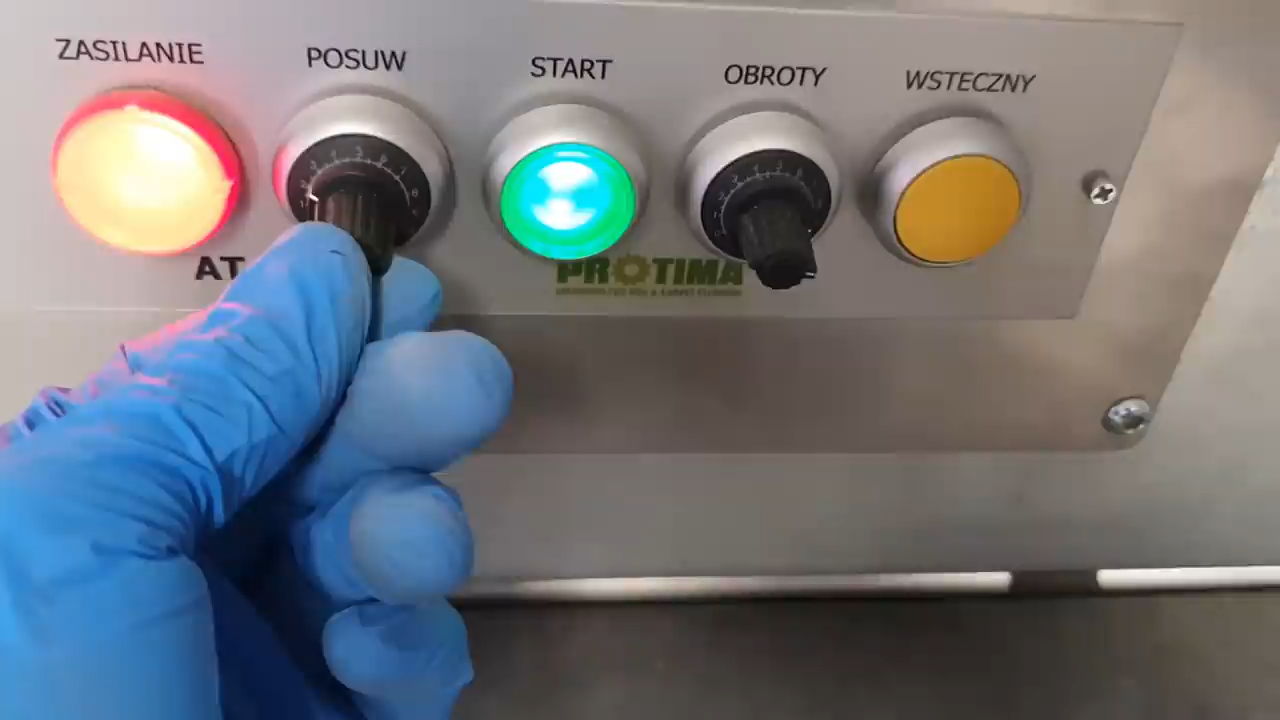 ZASILANIE
POSUW
START
OBROTY
WSTECZNY
AT
PROTIMA